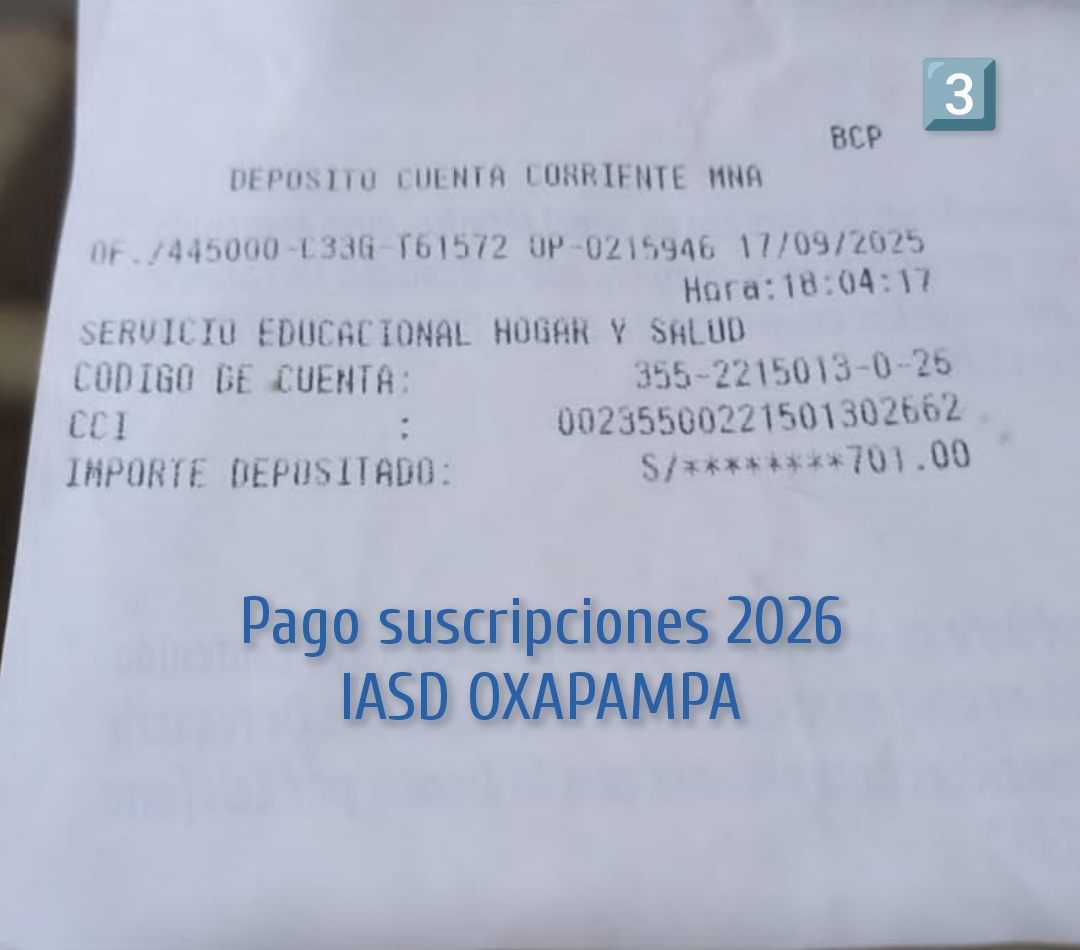 3
BCP
DEPOSITO CUENTA CORRIENTE MNA
OF./445000-C33G-T61572 OP-0215946 17/09/2025
Hora:18:04:17
SERVICIO EDUCACIONAL HOGAR Y SALUD
CODIGO DE CUENTA: 355-2215013-0-26
CCI : 00235500221501302662
IMPORTE DEPOSITADO: S/********701.00
Pago suscripciones 2026
IASD OXAPAMPA